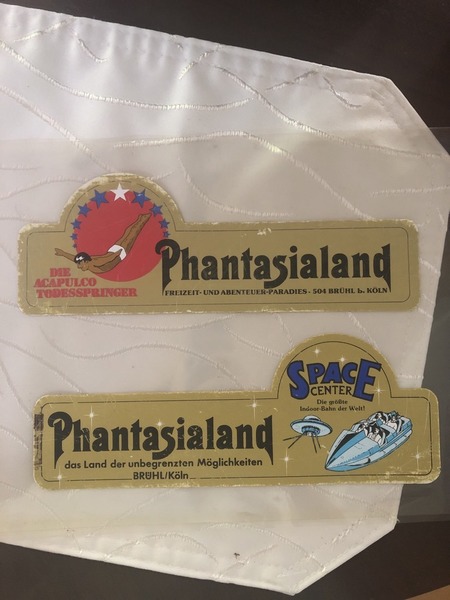 DIE
ACAPULCO
TODESSPRINGER
Phantasialand
FREIZEIT- UND ABENTEUER-PARADIES - 504 BRÜHL b. KÖLN
SPACE
CENTER
Die größte
Indoor-Bahn der Welt!
Phantasialand
das Land der unbegrenzten Möglichkeiten
BRÜHL/Köln